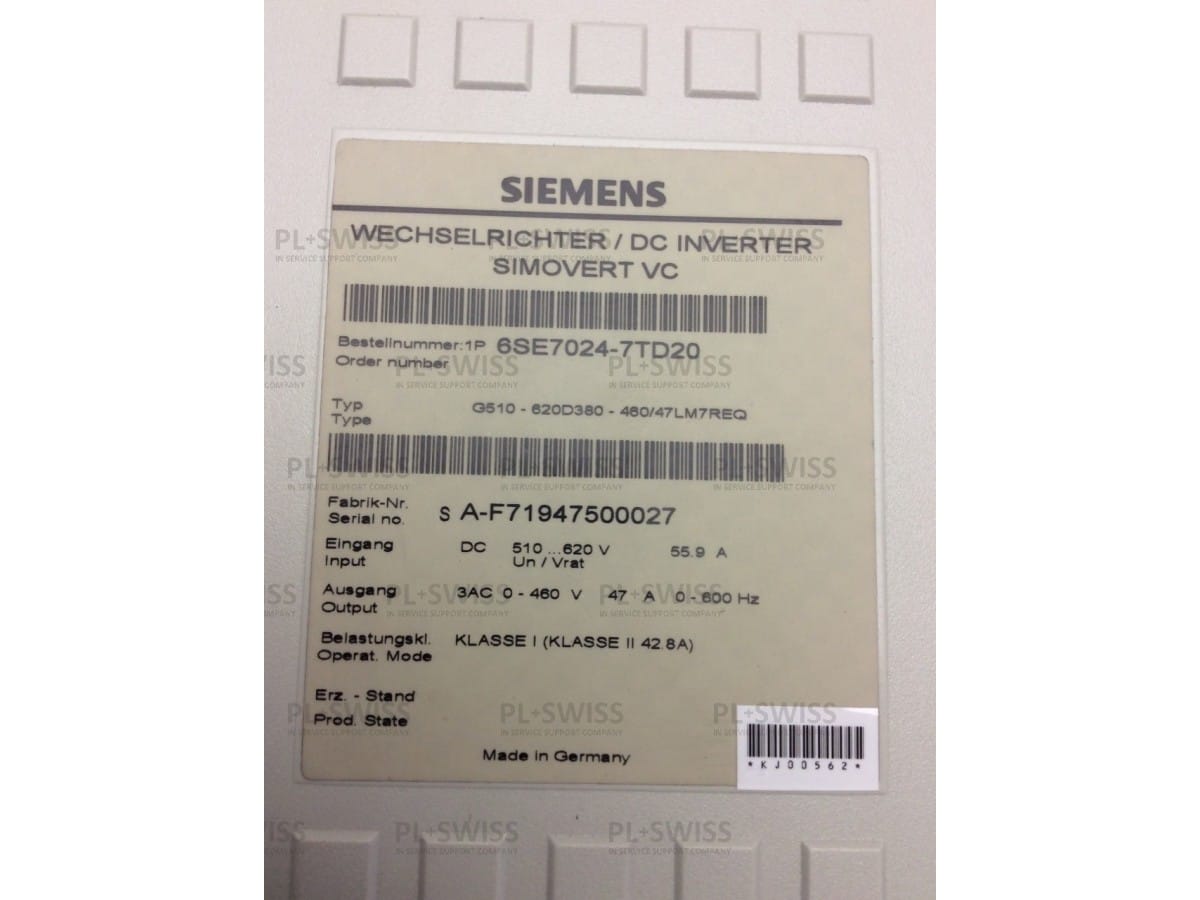 SIEMENS
WECHSELRICHTER / DC INVERTER
SIMOVERT VC
Bestellnummer:1P 6SE7024-7TD20
Order number
Typ G510 - 620D380 - 460/47LM7REQ
Type
Fabrik-Nr. S A-F71947500027
Serial no.
Eingang DC 510 ...620 V 55.9 A
Input Un / Vrat
Ausgang 3AC 0 - 460 V 47 A 0 - 600 Hz
Output
Belastungskl. KLASSE I (KLASSE II 42.8A)
Operat. Mode
Erz. - Stand
Prod. State
Made in Germany
*KJ00562*
PL+SWISS
IN SERVICE SUPPORT COMPANY